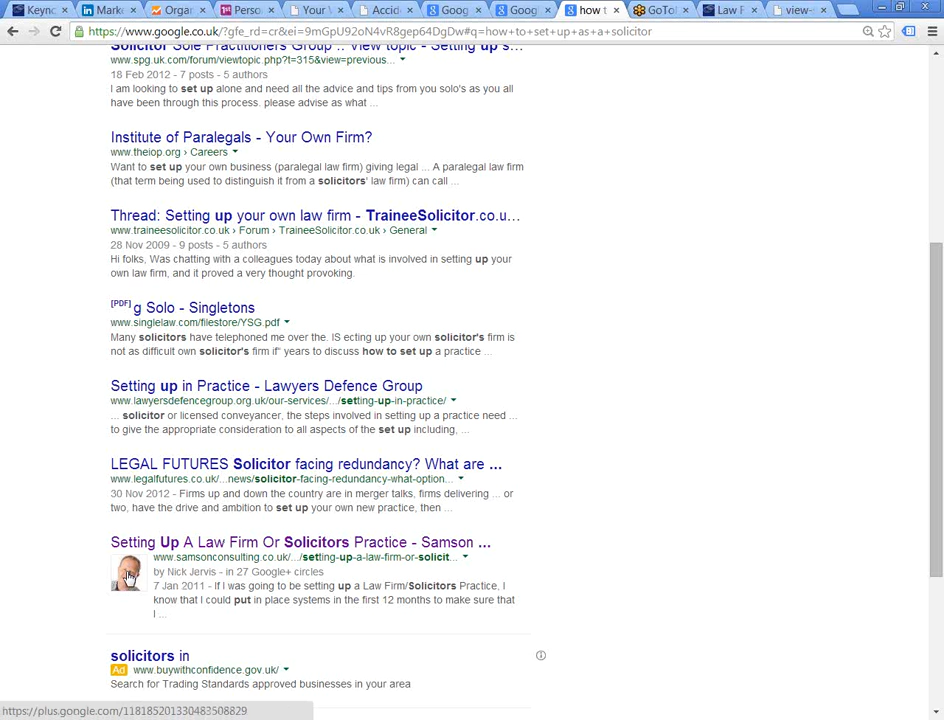 Keync
Marke
Organ
Perso
Your V
Accid
Goog
Goog
how t
GoTo
Law F
view-
https://www.google.co.uk/?gfe_rd=cr&ei=9mGpU92oN4vR8gep64DgDw#q=how+to+set+up+as+a+solicitor
Solicitor Sole Practitioners Group :: View topic - Setting up s...
www.spg.uk.com/forum/viewtopic.php?t=315&view=previous...
18 Feb 2012 - 7 posts - 5 authors
I am looking to set up alone and need all the advice and tips from you solo's as you all
have been through this process. please advise as what ...
Institute of Paralegals - Your Own Firm?
www.theiop.org › Careers
Want to set up your own business (paralegal law firm) giving legal ... A paralegal law firm
(that term being used to distinguish it from a solicitors' law firm) can call ...
Thread: Setting up your own law firm - TraineeSolicitor.co.u...
www.traineesolicitor.co.uk › Forum › TraineeSolicitor.co.uk › General
28 Nov 2009 - 9 posts - 5 authors
Hi folks, Was chatting with a colleagues today about what is involved in setting up your
own law firm, and it proved a very thought provoking.
[PDF] g Solo - Singletons
www.singlelaw.com/filestore/YSG.pdf
Many solicitors have telephoned me over the. IS ecting up your own solicitor's firm is
not as difficult own solicitor's firm if" years to discuss how to set up a practice ...
Setting up in Practice - Lawyers Defence Group
www.lawyersdefencegroup.org.uk/our-services/.../setting-up-in-practice/
... solicitor or licensed conveyancer, the steps involved in setting up a practice need ...
to give the appropriate consideration to all aspects of the set up including, ...
LEGAL FUTURES Solicitor facing redundancy? What are ...
www.legalfutures.co.uk/...news/solicitor-facing-redundancy-what-option...
30 Nov 2012 - Firms up and down the country are in merger talks, firms delivering ... or
two, have the drive and ambition to set up your own new practice, then ...
Setting Up A Law Firm Or Solicitors Practice - Samson ...
www.samsonconsulting.co.uk/.../setting-up-a-law-firm-or-solicit...
by Nick Jervis - in 27 Google+ circles
7 Jan 2011 - If I was going to be setting up a Law Firm/Solicitors Practice, I
know that I could put in place systems in the first 12 months to make sure that
I ...
solicitors in
Ad www.buywithconfidence.gov.uk/
Search for Trading Standards approved businesses in your area
https://plus.google.com/118185201330483508829